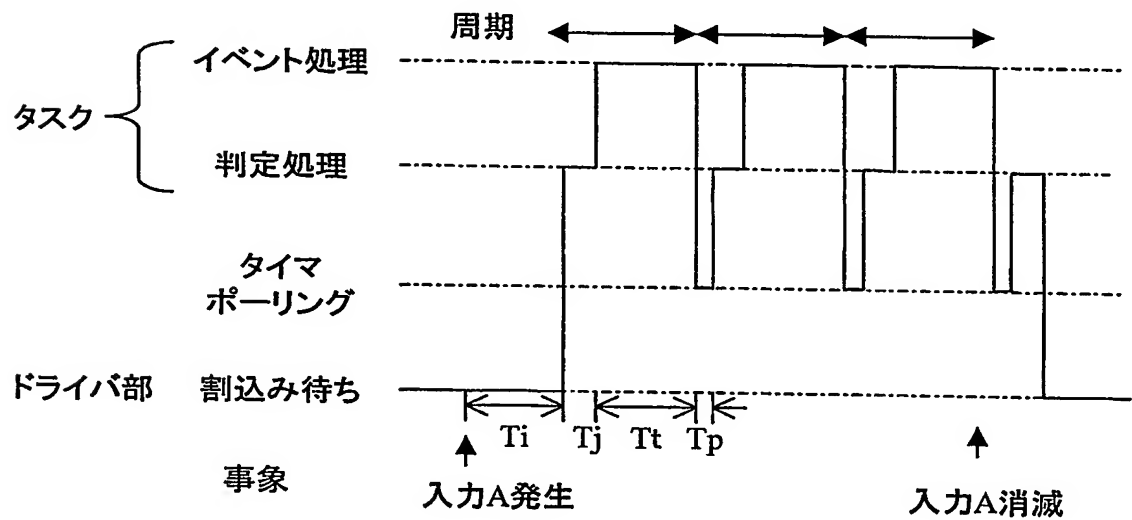 周期
イベント処理
タスク
判定処理
タイマ
ポーリング
ドライバ部 割込み待ち
Ti Tj Tt Tp
事象
入力A発生 入力A消滅